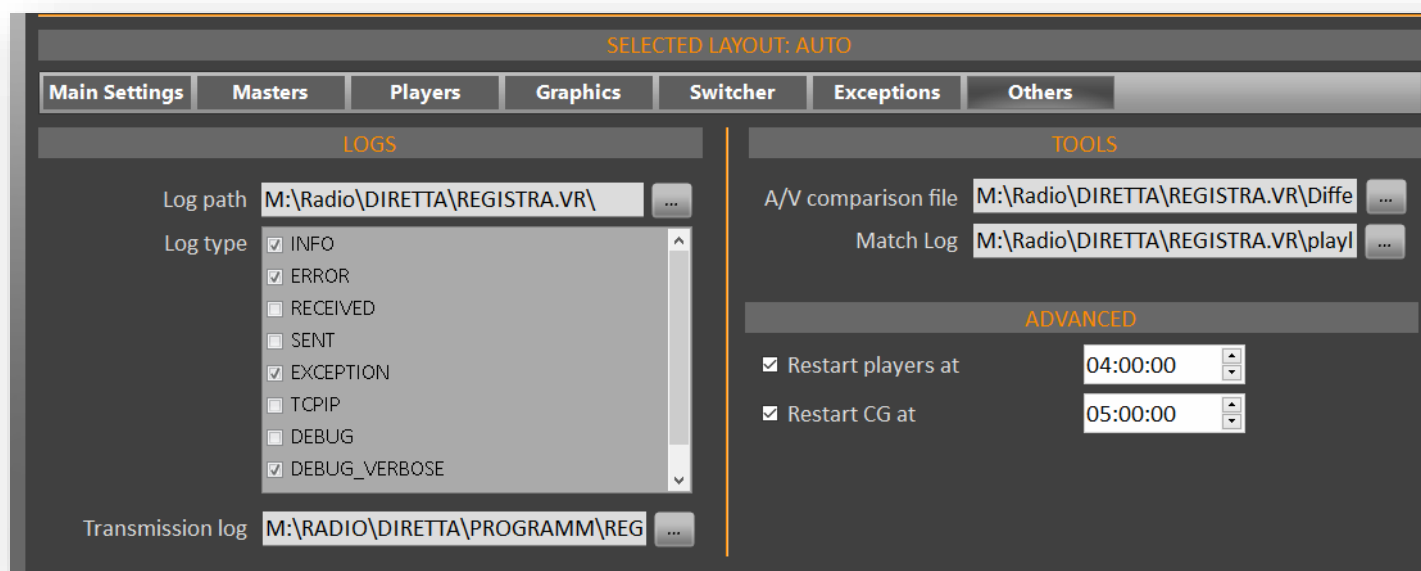 SELECTED LAYOUT: AUTO
Main Settings Masters Players Graphics Switcher Exceptions Others
LOGS
Log path M:\Radio\DIRETTA\REGISTRA.VR\ ...
Log type
INFO
ERROR
RECEIVED
SENT
EXCEPTION
TCPIP
DEBUG
DEBUG_VERBOSE
Transmission log M:\RADIO\DIRETTA\PROGRAMM\REG ...
TOOLS
A/V comparison file M:\Radio\DIRETTA\REGISTRA.VR\Diffe ...
Match Log M:\Radio\DIRETTA\REGISTRA.VR\playl ...
ADVANCED
Restart players at 04:00:00
Restart CG at 05:00:00